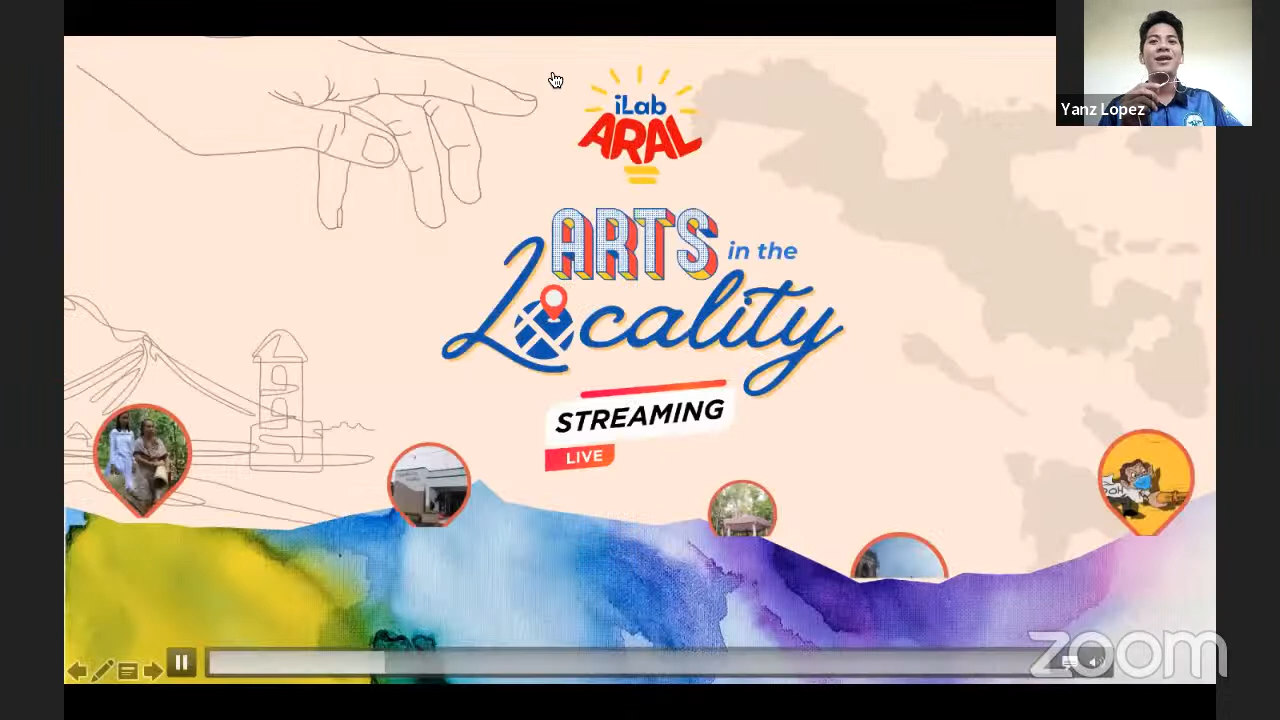 iLab
ARAL
ARTS in the
Locality
STREAMING
LIVE
Yanz Lopez
zoom